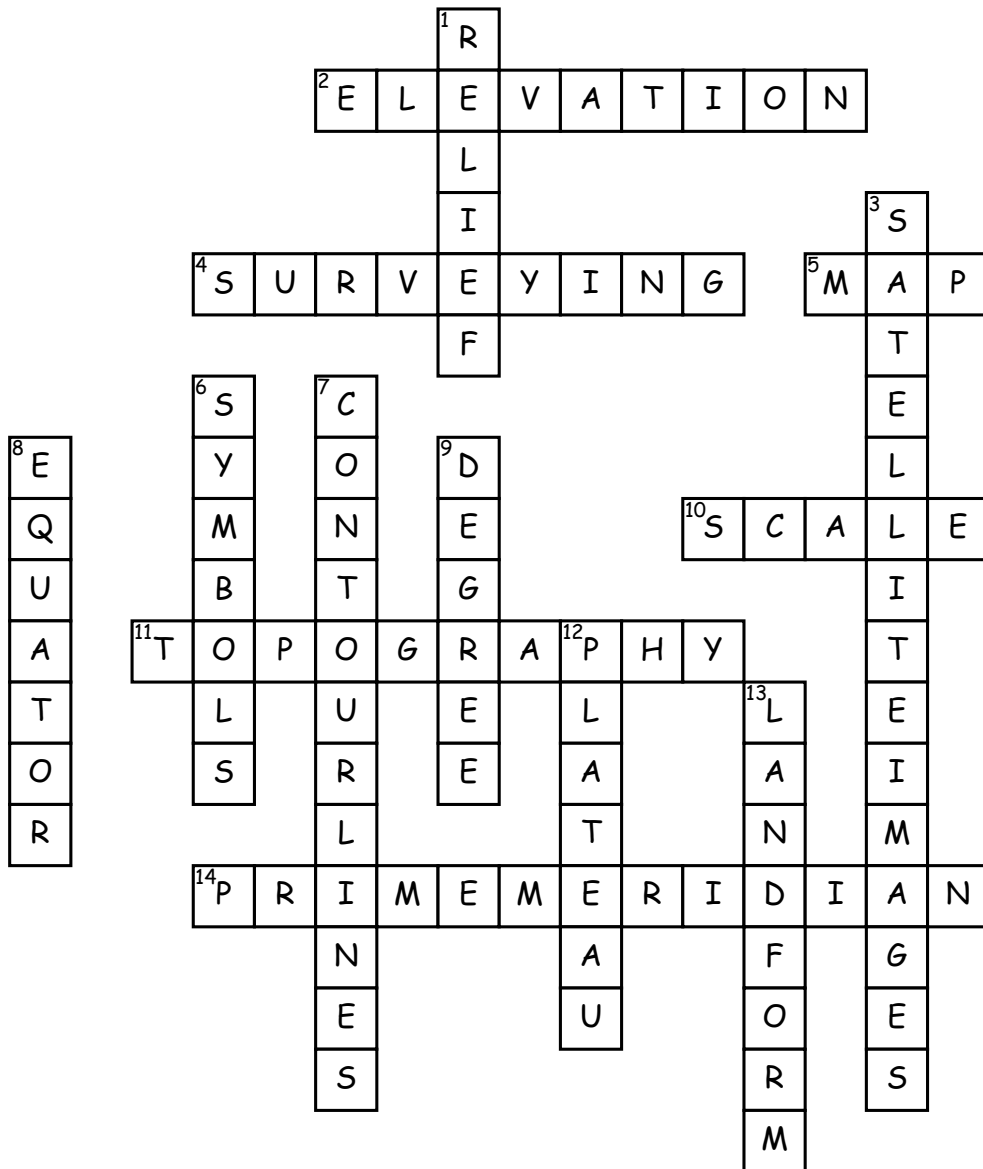 1 R
2 E L E V A T I O N
L
I 3 S
4 S U R V E Y I N G 5 M A P
F T
6 S 7 C E
8 E Y O 9 D L
Q M N E 10 S C A L E
U B T G I
A 11 T O P O G R A 12 P H Y T
T L U E L 13 L E
O S R E A A I
R L T N M
14 P R I M E M E R I D I A N
N A F G
E U O E
S R S
M